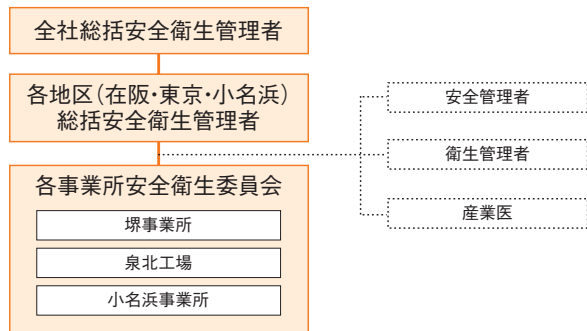 全社総括安全衛生管理者
各地区（在阪・東京・小名浜）
総括安全衛生管理者
各事業所安全衛生委員会
堺事業所
泉北工場
小名浜事業所
安全管理者
衛生管理者
産業医